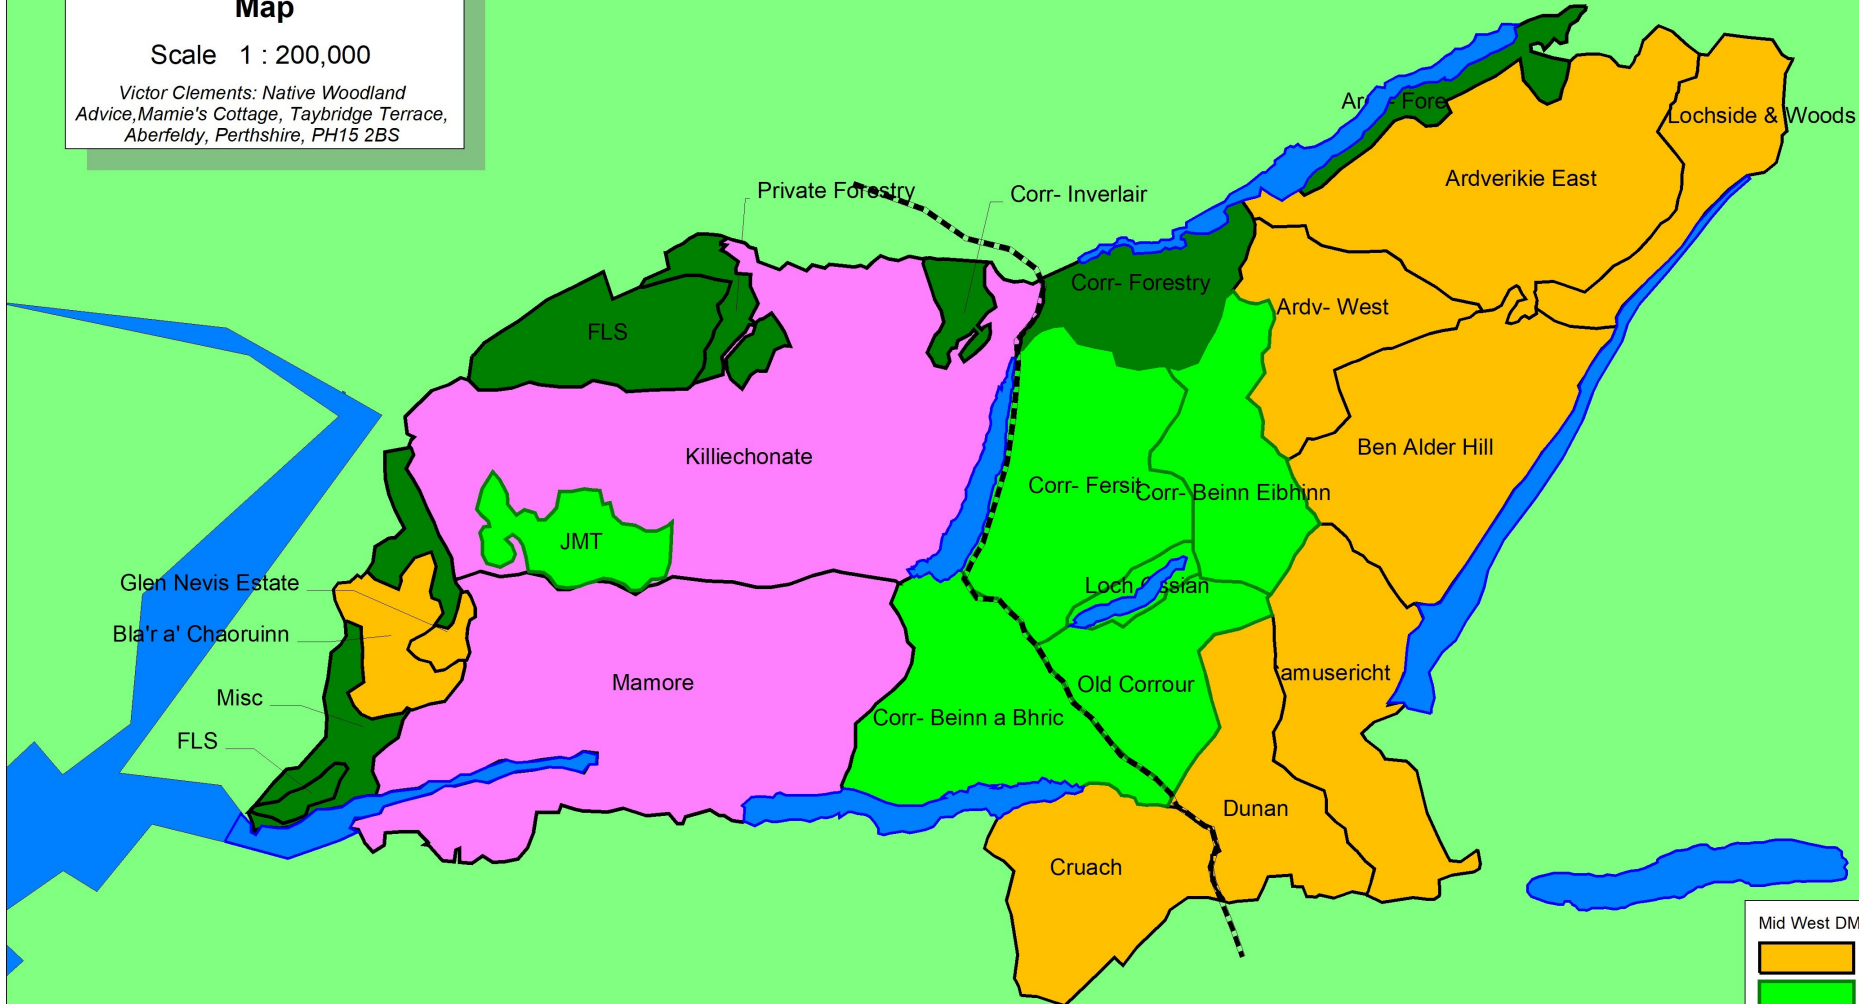 Map
Scale 1 : 200,000
Victor Clements: Native Woodland
Advice,Mamie's Cottage, Taybridge Terrace,
Aberfeldy, Perthshire, PH15 2BS
Lochside & Woods
Ardverikie East
Private Forestry
Corr- Inverlair
Corr- Forestry
Ardv- West
FLS
Killiechonate
Ben Alder Hill
Corr- Fersit
Corr- Beinn Eibhinn
JMT
Glen Nevis Estate
Loch Ossian
Bla'r a' Chaoruinn
Mamore
amusericht
Old Corrour
Misc
Corr- Beinn a Bhric
FLS
Dunan
Cruach
Mid West DM